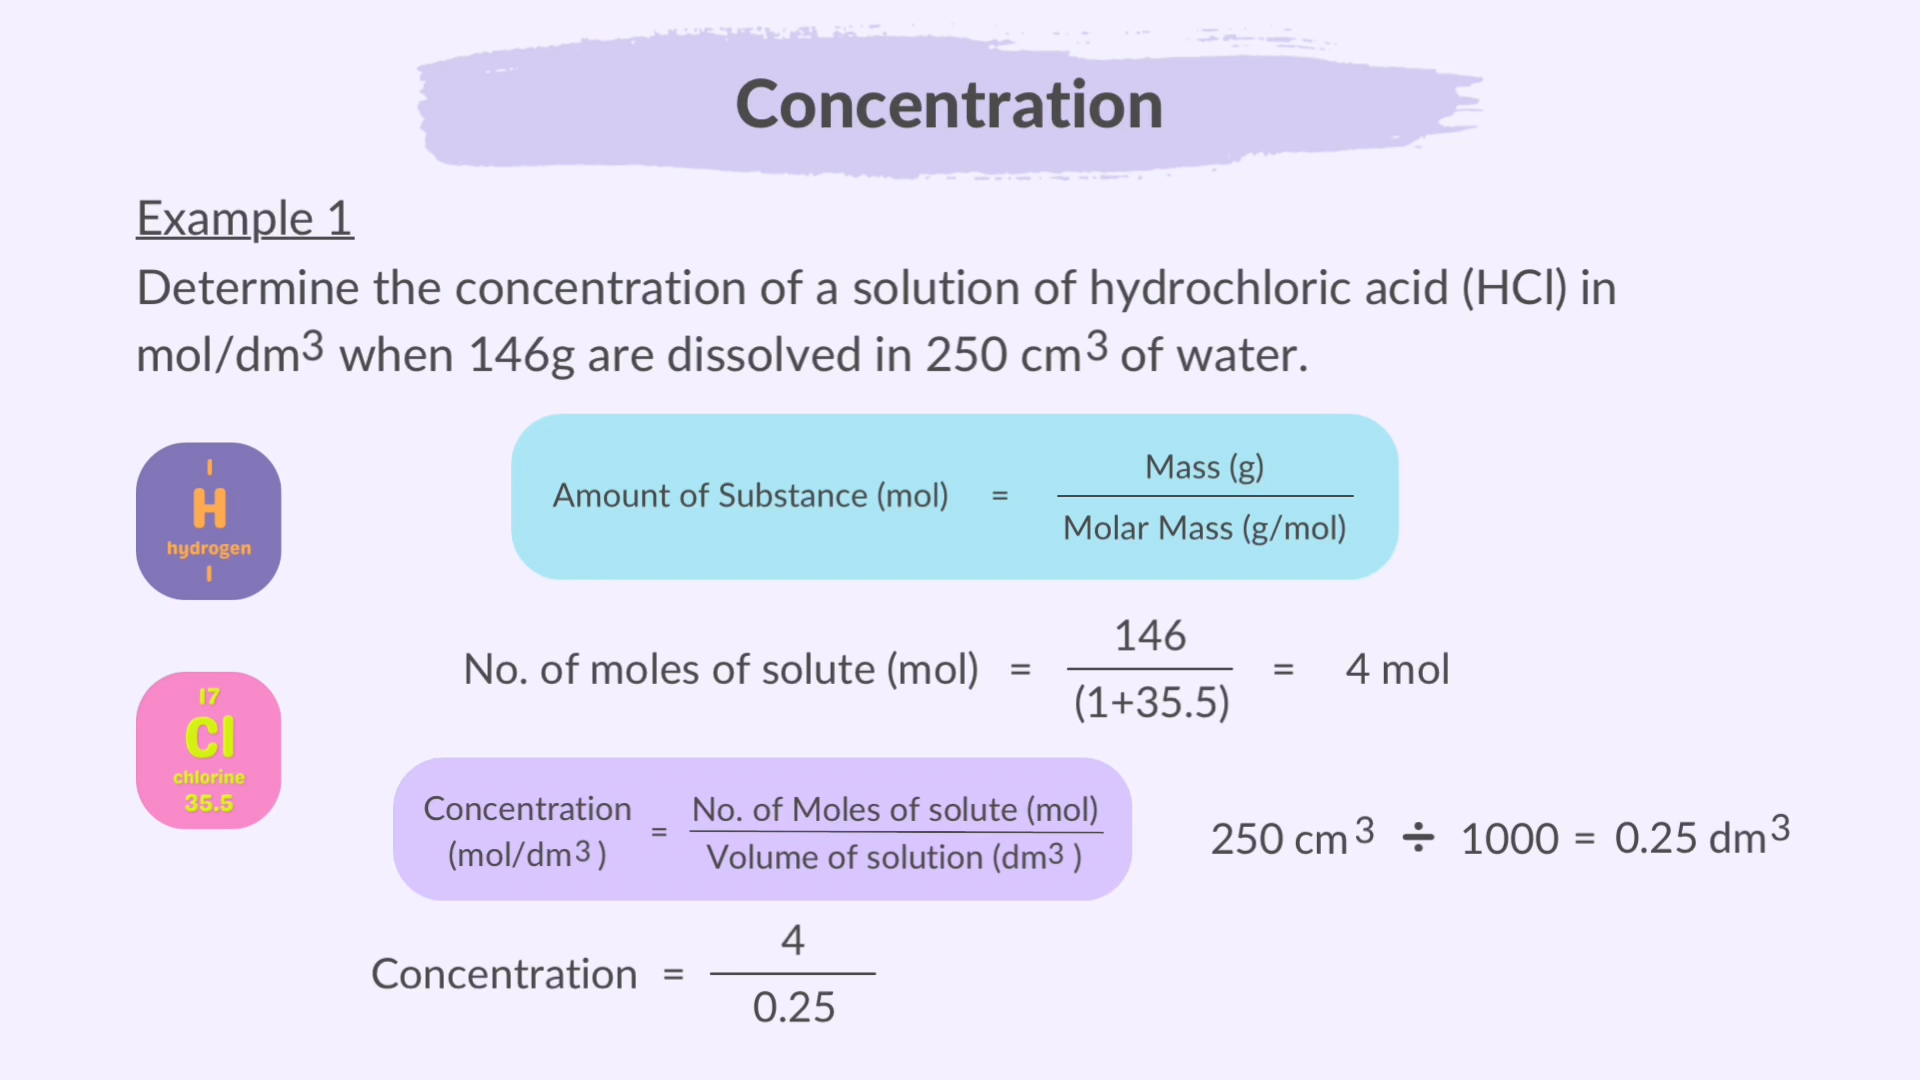 Concentration
Example 1
Determine the concentration of a solution of hydrochloric acid (HCl) in
mol/dm³ when 146g are dissolved in 250 cm³ of water.
1
H
hydrogen
1
Amount of Substance (mol) =
Mass (g)
Molar Mass (g/mol)
No. of moles of solute (mol) =
146
(1+35.5)
= 4 mol
17
Cl
chlorine
35.5
Concentration
(mol/dm³)
=
No. of Moles of solute (mol)
Volume of solution (dm³)
250 cm³ ÷ 1000 = 0.25 dm³
Concentration =
4
0.25